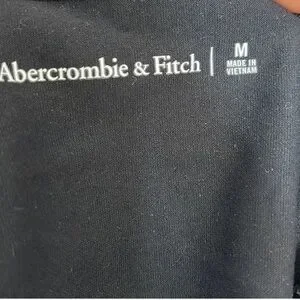 Abercrombie & Fitch | M
MADE IN
VIETNAM